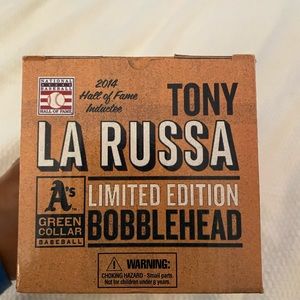 NATIONAL
BASEBALL
HALL OF FAME
2014
Hall of Fame
Inductee
TONY
LA RUSSA
A's
GREEN
COLLAR
BASEBALL
LIMITED EDITION
BOBBLEHEAD
WARNING:
CHOKING HAZARD - Small parts
Not for children under 8 years.